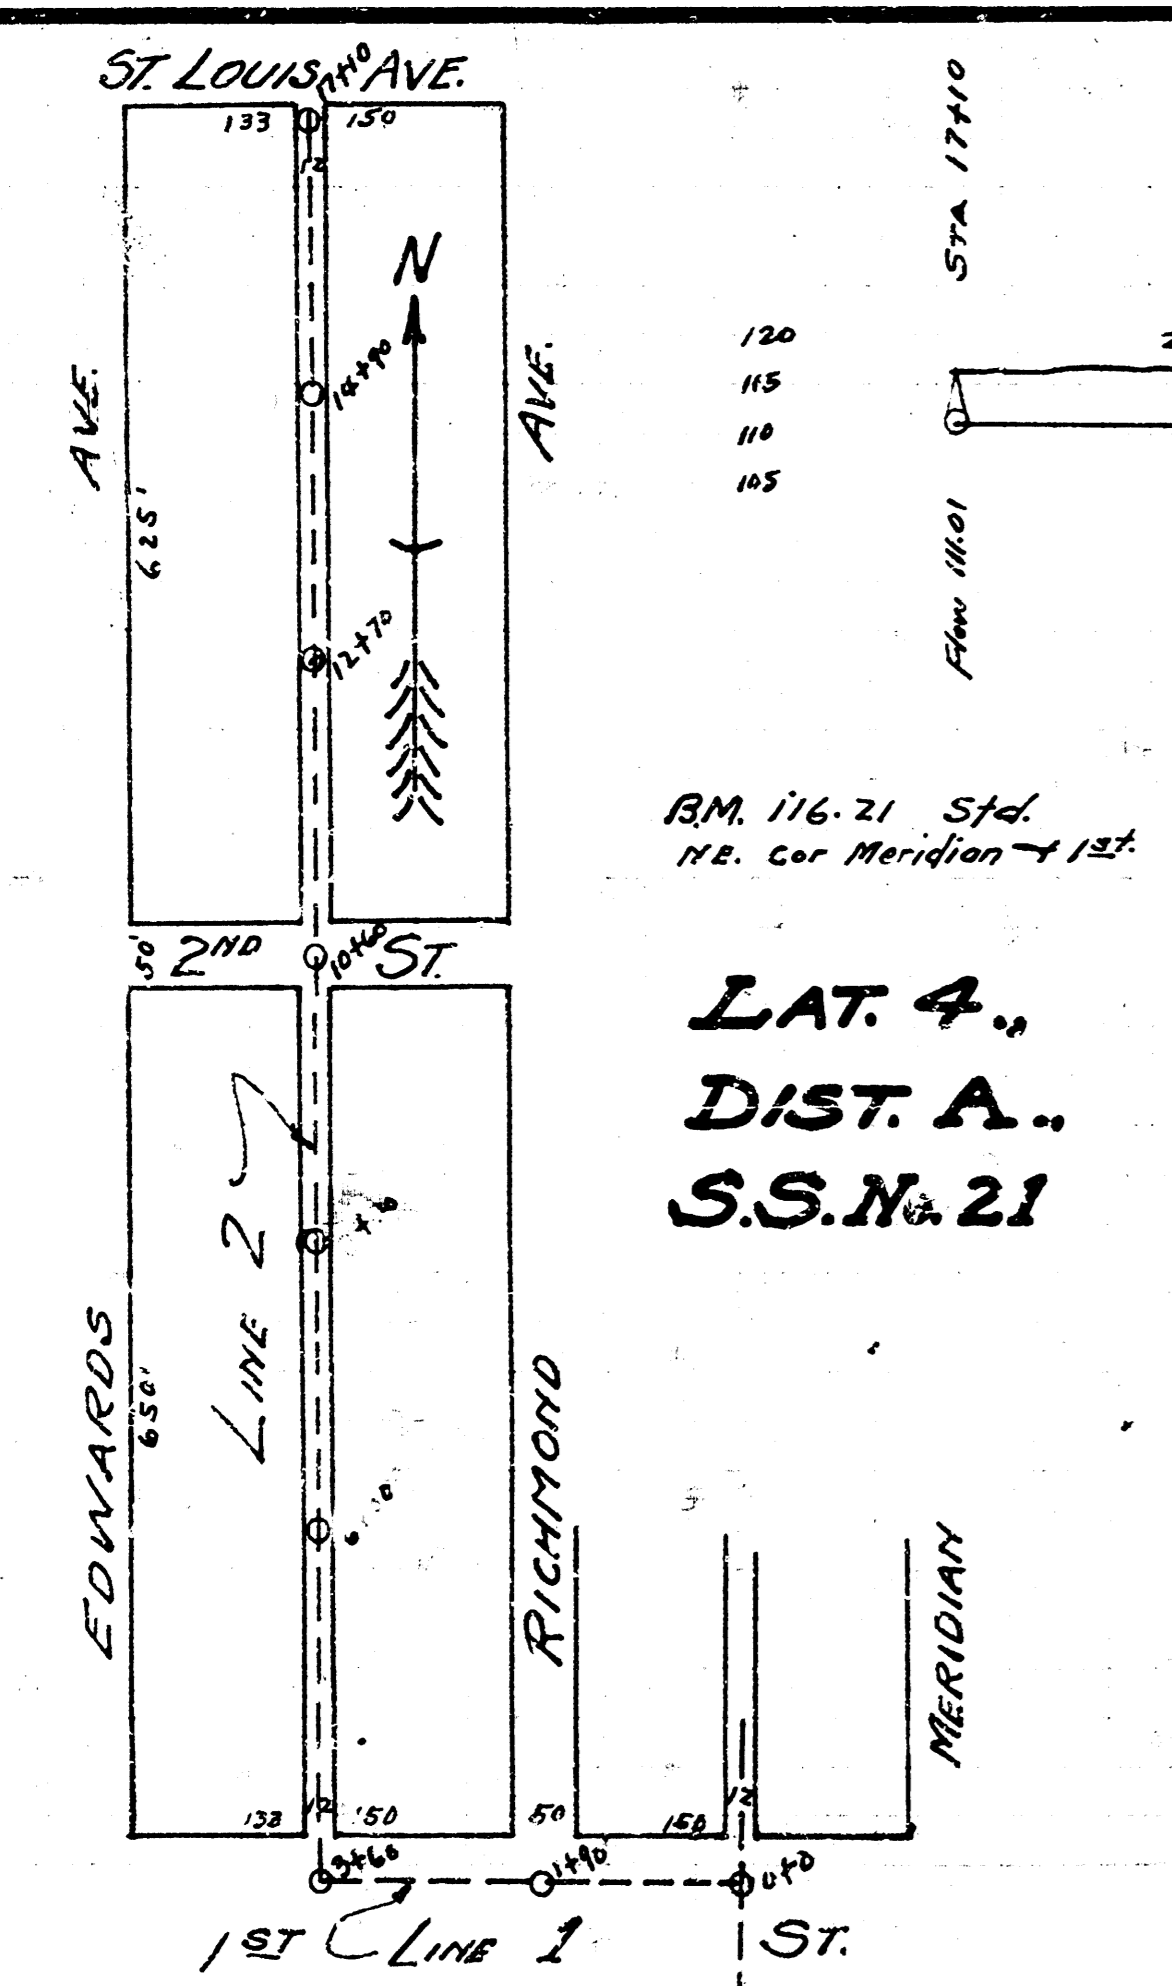 ST. LOUIS AVE.
17+10
133
150
12
N
14+90
AVE.
AVE.
625'
12+70
50'
2ND ST.
10+60
LINE 2
EDWARDS
650'
RICHMOND
MERIDIAN
138
12
150
50
150
12
3+60
1+90
0+0
1ST LINE 1 ST.
STA 17+10
120
115
110
105
Flow 111.01
B.M. 116.21 Std.
NE. Cor Meridian + 1st.
LAT. 4.,
DIST. A.,
S.S. No. 21